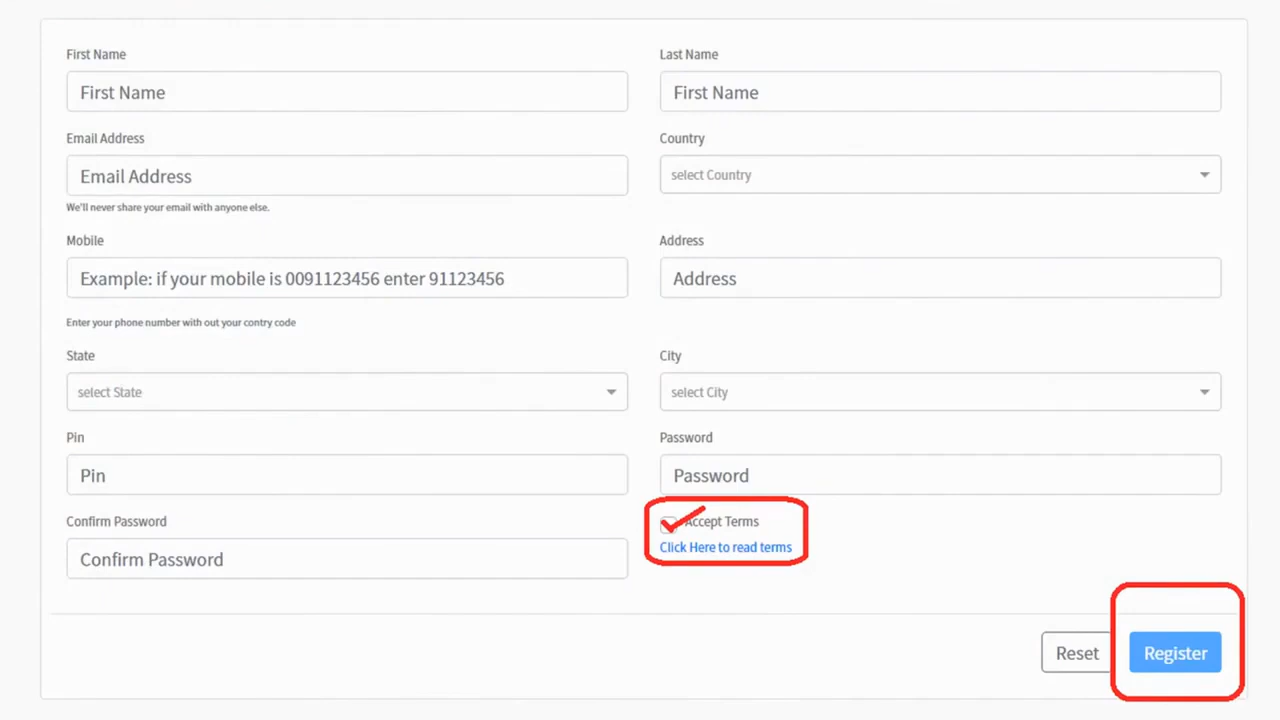 First Name
Last Name
First Name
First Name
Email Address
Country
Email Address
select Country
We'll never share your email with anyone else.
Mobile
Address
Example: if your mobile is 0091123456 enter 91123456
Address
Enter your phone number with out your contry code
State
City
select State
select City
Pin
Password
Pin
Password
Confirm Password
Accept Terms
Click Here to read terms
Confirm Password
Reset
Register